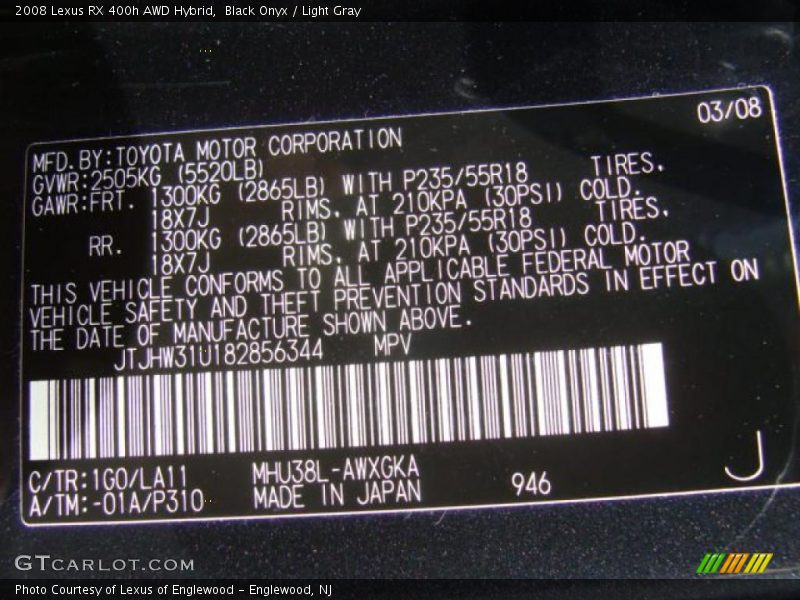 2008 Lexus RX 400h AWD Hybrid,  Black Onyx / Light Gray
03/08
MFD.BY:TOYOTA MOTOR CORPORATION
GVWR:2505KG (5520LB)
GAWR:FRT. 1300KG (2865LB) WITH P235/55R18 TIRES.
18X7J RIMS. AT 210KPA (30PSI) COLD.
RR. 1300KG (2865LB) WITH P235/55R18 TIRES.
18X7J RIMS. AT 210KPA (30PSI) COLD.
THIS VEHICLE CONFORMS TO ALL APPLICABLE FEDERAL MOTOR
VEHICLE SAFETY AND THEFT PREVENTION STANDARDS IN EFFECT ON
THE DATE OF MANUFACTURE SHOWN ABOVE.
JTJHW31U182856344 MPV
C/TR:1G0/LA11 MHU38L-AWXGKA
A/TM:-01A/P310 MADE IN JAPAN 946 J
GTCARLOT.COM
Photo Courtesy of Lexus of Englewood - Englewood, NJ